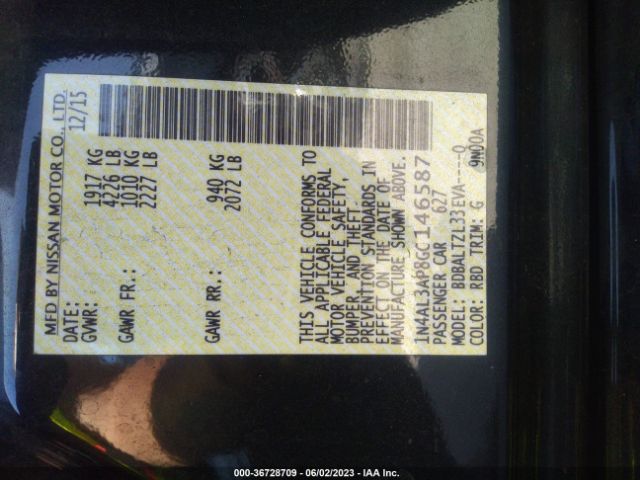 MFD BY NISSAN MOTOR CO., LTD.
DATE: 12/15
GVWR: 1917 KG
4226 LB
GAWR FR.: 1010 KG
2227 LB
GAWR RR.: 940 KG
2072 LB
THIS VEHICLE CONFORMS TO
ALL APPLICABLE FEDERAL
MOTOR VEHICLE SAFETY,
BUMPER, AND THEFT
PREVENTION STANDARDS IN
EFFECT ON THE DATE OF
MANUFACTURE SHOWN ABOVE.
1N4AL3AP8GC146587
PASSENGER CAR 627
MODEL: BDBALTZL33EVA----Q
COLOR: RBD TRIM: G 9N00A
000-36728709 - 06/02/2023 - IAA Inc.